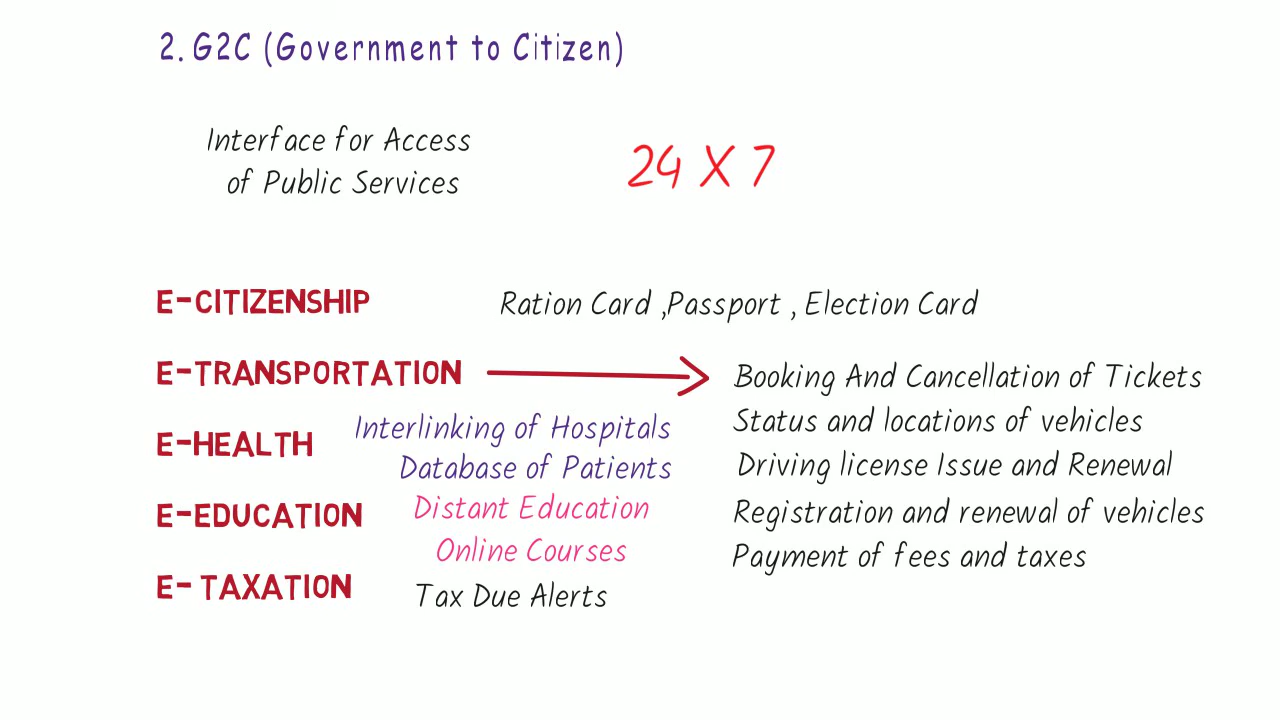 2. G2C (Government to Citizen)
Interface for Access
of Public Services
24 X 7
E-CITIZENSHIP
Ration Card ,Passport , Election Card
E-TRANSPORTATION
Booking And Cancellation of Tickets
Status and locations of vehicles
Driving license Issue and Renewal
Registration and renewal of vehicles
Payment of fees and taxes
E-HEALTH
Interlinking of Hospitals
Database of Patients
E-EDUCATION
Distant Education
Online Courses
E- TAXATION
Tax Due Alerts